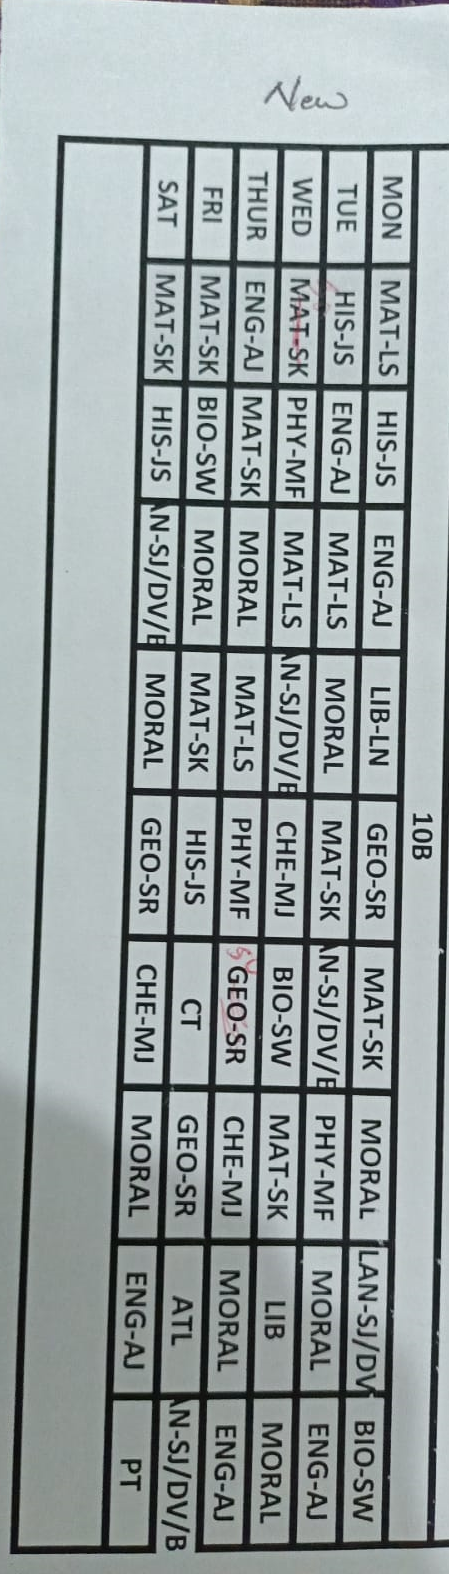 New
10B
MON MAT-LS HIS-JS ENG-AJ LIB-LN GEO-SR MAT-SK MORAL LAN-SJ/DV BIO-SW
TUE HIS-JS ENG-AJ MAT-LS MORAL MAT-SK AN-SJ/DV/B PHY-MF MORAL ENG-AJ
WED MAT-SK PHY-MF MAT-LS AN-SJ/DV/B CHE-MJ BIO-SW MAT-SK LIB MORAL
THUR ENG-AJ MAT-SK MORAL MAT-LS PHY-MF GEO-SR CHE-MJ MORAL ENG-AJ
FRI MAT-SK BIO-SW MORAL MAT-SK HIS-JS CT GEO-SR ATL AN-SJ/DV/B
SAT MAT-SK HIS-JS AN-SJ/DV/B MORAL GEO-SR CHE-MJ MORAL ENG-AJ PT